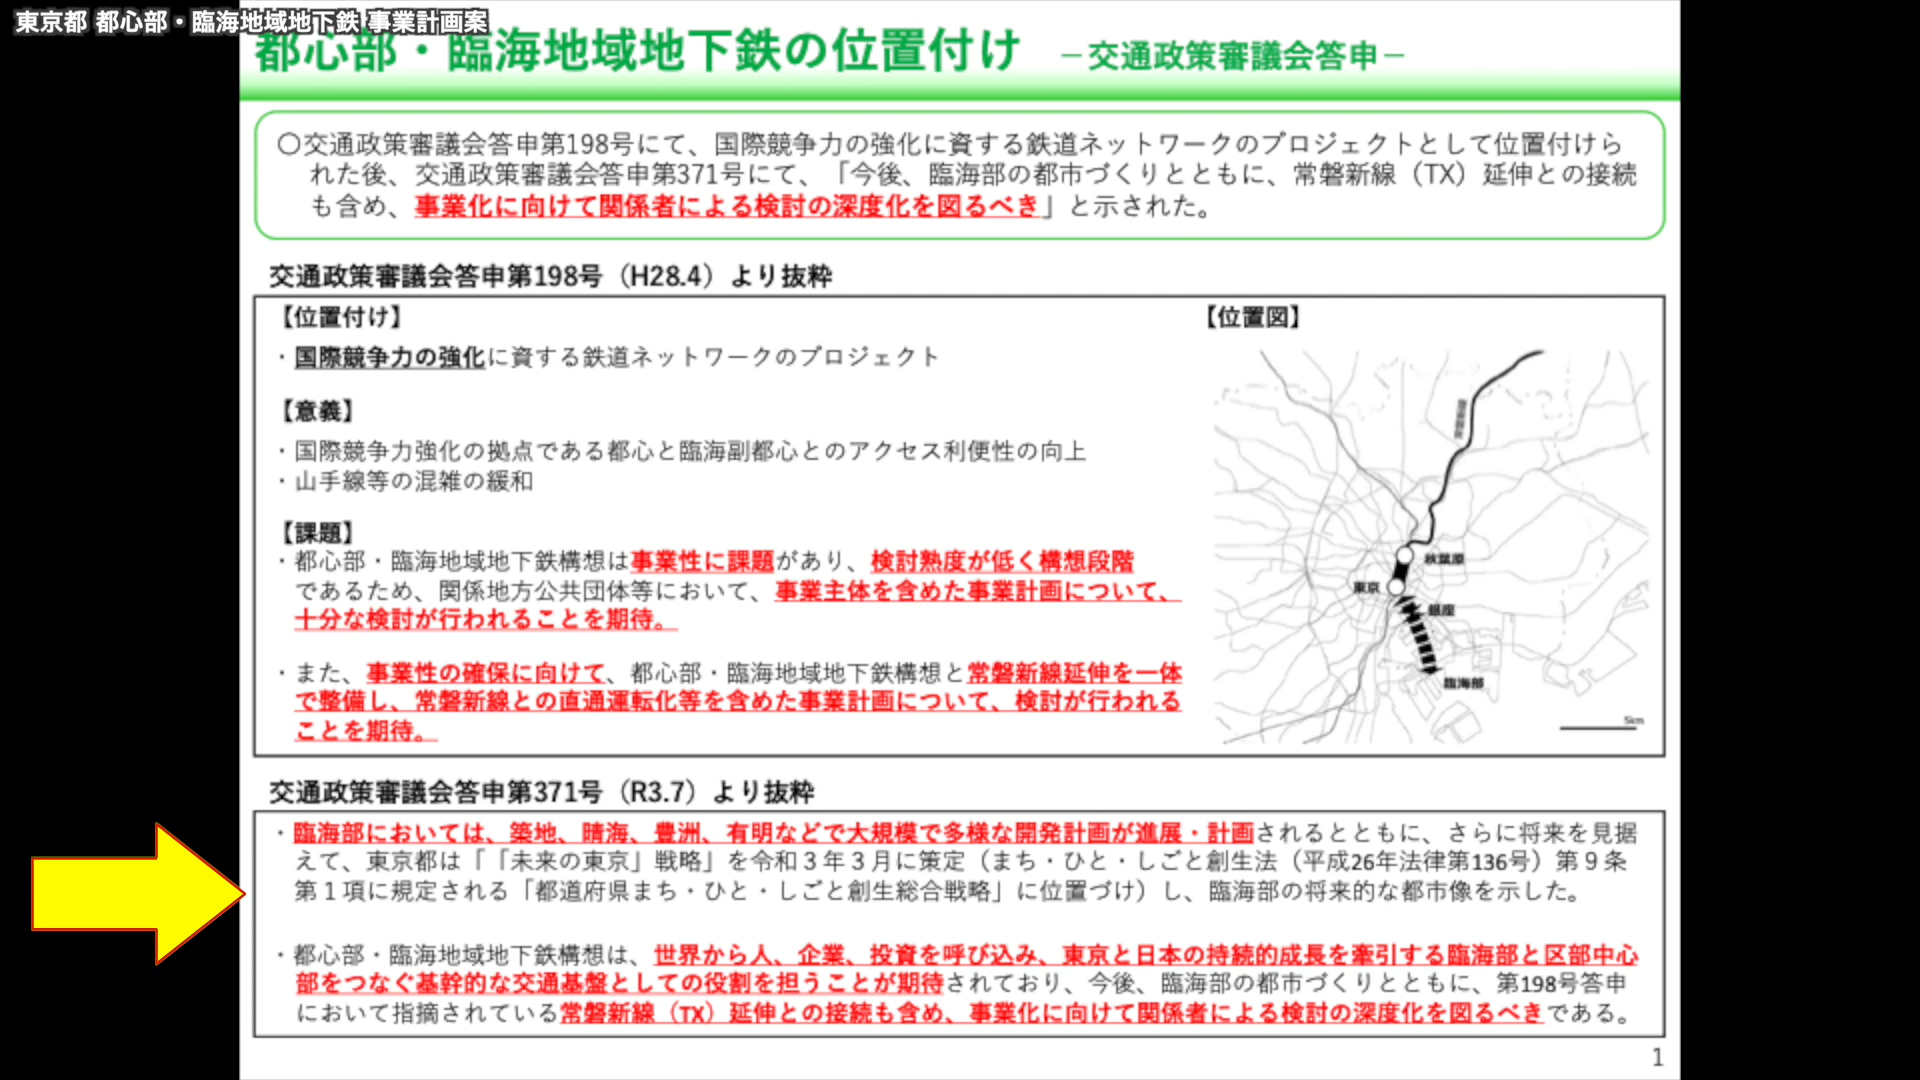 東京都 都心部・臨海地域地下鉄 事業計画案
都心部・臨海地域地下鉄の位置付け －交通政策審議会答申－
〇交通政策審議会答申第198号にて、国際競争力の強化に資する鉄道ネットワークのプロジェクトとして位置付けら
れた後、交通政策審議会答申第371号にて、「今後、臨海部の都市づくりとともに、常磐新線（TX）延伸との接続
も含め、事業化に向けて関係者による検討の深度化を図るべき」と示された。
交通政策審議会答申第198号（H28.4）より抜粋
【位置付け】
・国際競争力の強化に資する鉄道ネットワークのプロジェクト
【意義】
・国際競争力強化の拠点である都心と臨海副都心とのアクセス利便性の向上
・山手線等の混雑の緩和
【課題】
・都心部・臨海地域地下鉄構想は事業性に課題があり、検討熟度が低く構想段階
であるため、関係地方公共団体等において、事業主体を含めた事業計画について、
十分な検討が行われることを期待。
・また、事業性の確保に向けて、都心部・臨海地域地下鉄構想と常磐新線延伸を一体
で整備し、常磐新線との直通運転化等を含めた事業計画について、検討が行われる
ことを期待。
【位置図】
秋葉原
東京
銀座
臨海部
5km
交通政策審議会答申第371号（R3.7）より抜粋
・臨海部においては、築地、晴海、豊洲、有明などで大規模で多様な開発計画が進展・計画されるとともに、さらに将来を見据
えて、東京都は「「未来の東京」戦略」を令和３年３月に策定（まち・ひと・しごと創生法（平成26年法律第136号）第９条
第１項に規定される「都道府県まち・ひと・しごと創生総合戦略」に位置づけ）し、臨海部の将来的な都市像を示した。
・都心部・臨海地域地下鉄構想は、世界から人、企業、投資を呼び込み、東京と日本の持続的成長を牽引する臨海部と区部中心
部をつなぐ基幹的な交通基盤としての役割を担うことが期待されており、今後、臨海部の都市づくりとともに、第198号答申
において指摘されている常磐新線（TX）延伸との接続も含め、事業化に向けて関係者による検討の深度化を図るべきである。
1